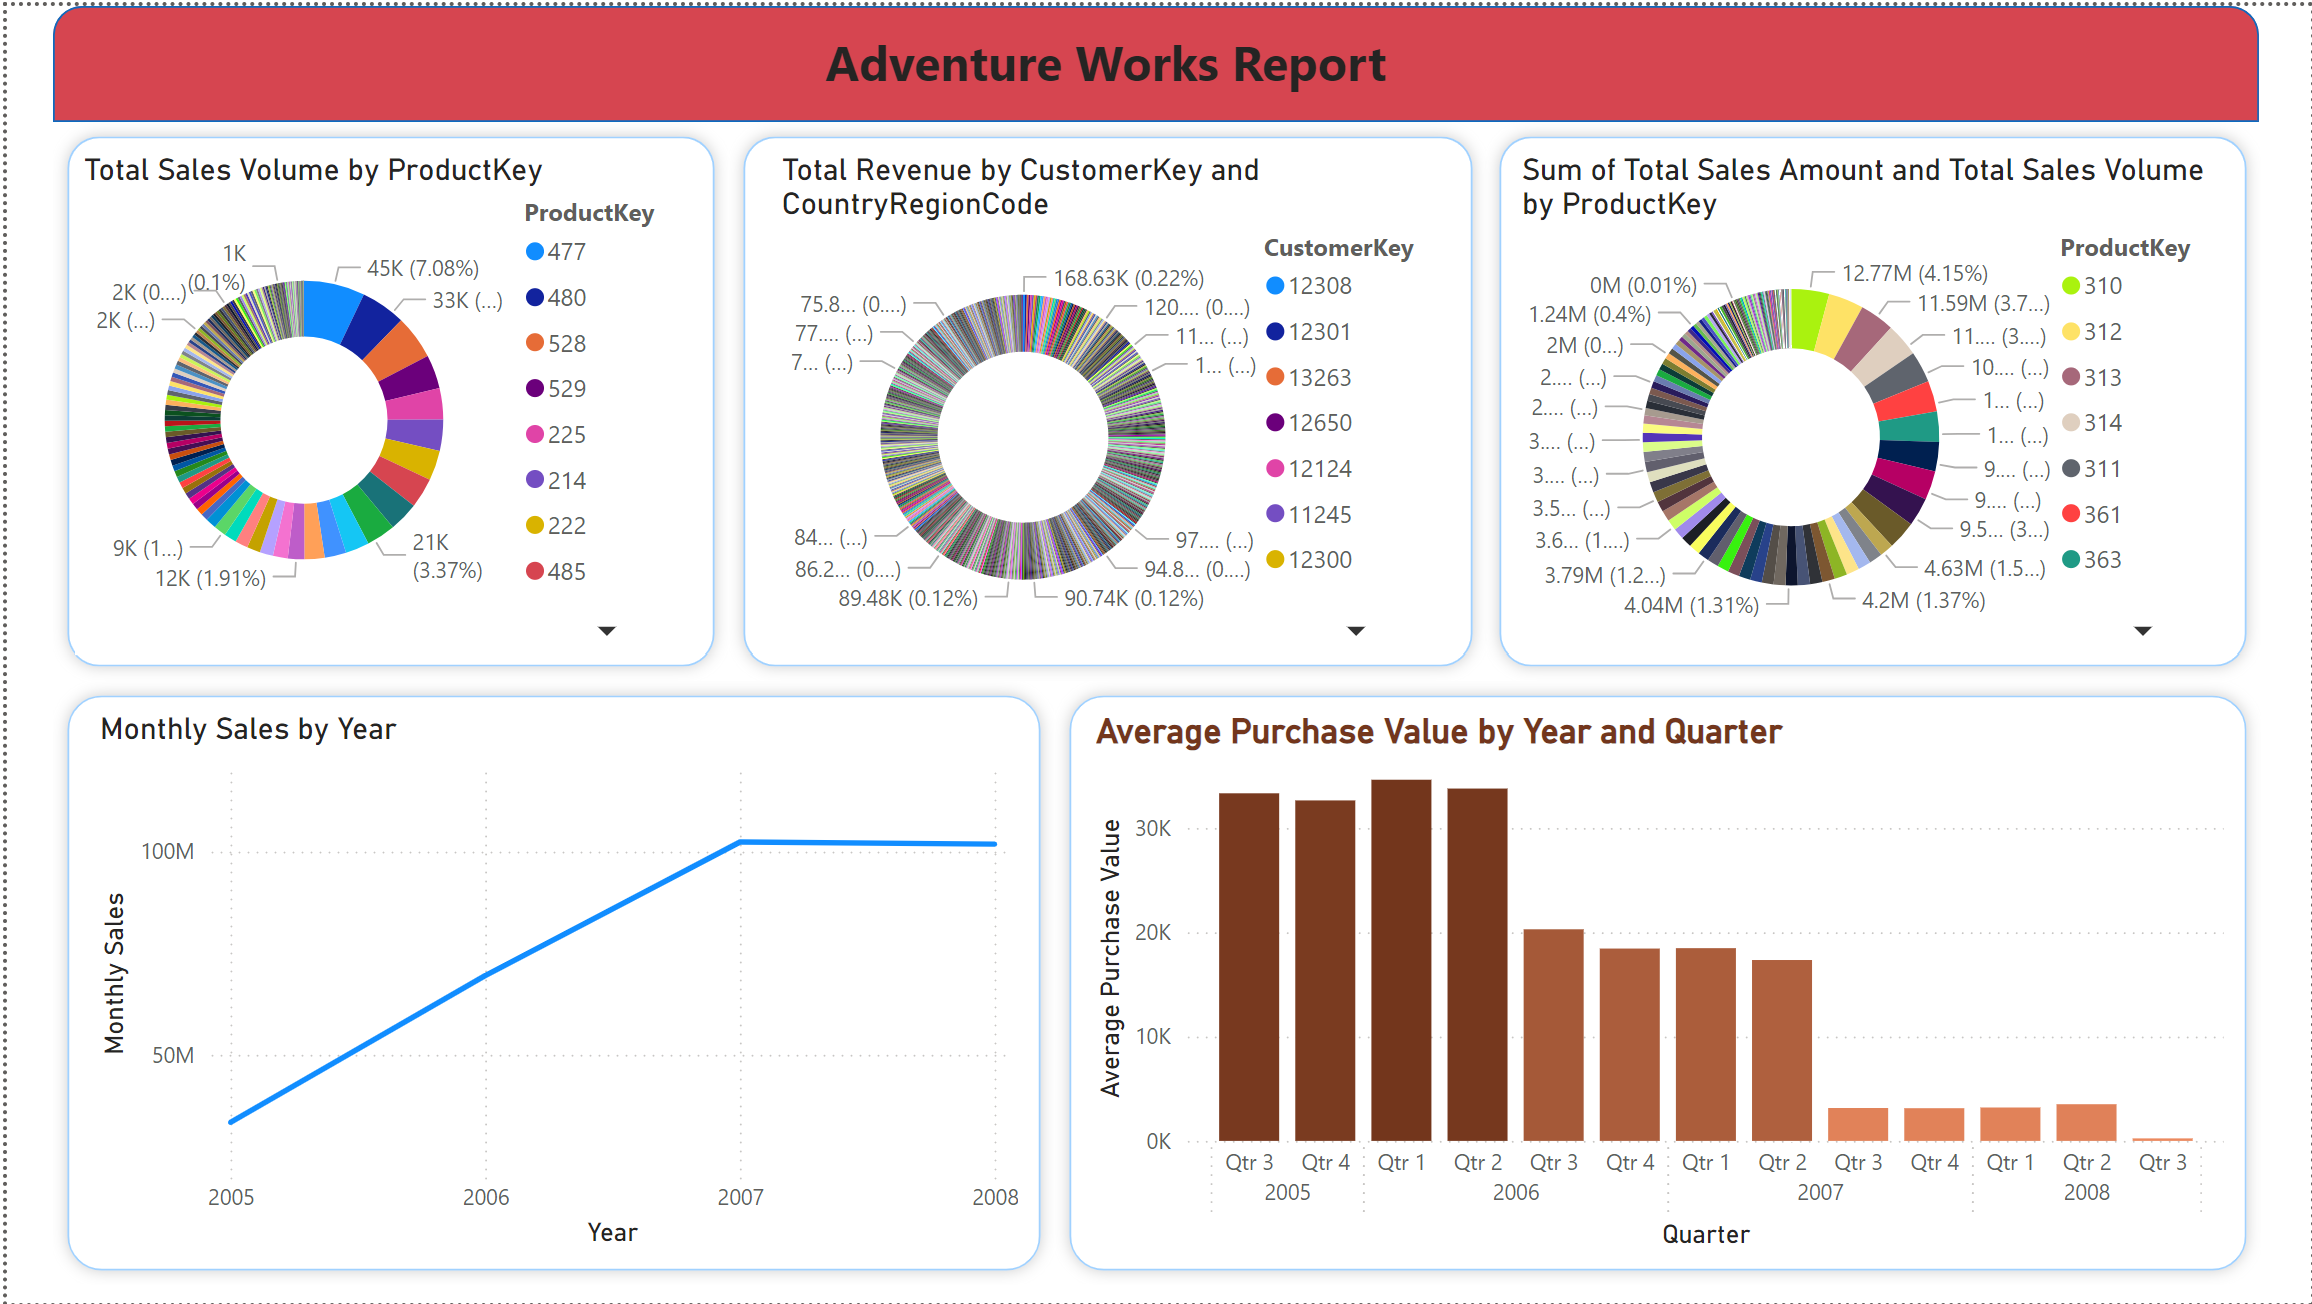 Adventure Works Report
Total Sales Volume by ProductKey
ProductKey
477
480
528
529
225
214
222
485
1K
(0.1%)
45K (7.08%)
2K (0....)
33K (...)
2K (...)
9K (1...)
21K
(3.37%)
12K (1.91%)
Total Revenue by CustomerKey and
CountryRegionCode
CustomerKey
12308
12301
13263
12650
12124
11245
12300
168.63K (0.22%)
75.8... (0....)
120.... (0....)
77.... (...)
11... (...)
7... (...)
1... (...)
84... (...)
97.... (...)
86.2... (0....)
94.8... (0....)
89.48K (0.12%)
90.74K (0.12%)
Sum of Total Sales Amount and Total Sales Volume
by ProductKey
ProductKey
310
312
313
314
311
361
363
12.77M (4.15%)
0M (0.01%)
11.59M (3.7...)
1.24M (0.4%)
11.... (3....)
2M (0...)
10.... (...)
2.... (...)
1... (...)
2.... (...)
1... (...)
3.... (...)
9.... (...)
3.... (...)
9.... (...)
3.5... (...)
9.5... (3...)
3.6... (1....)
4.63M (1.5...)
3.79M (1.2...)
4.2M (1.37%)
4.04M (1.31%)
Monthly Sales by Year
Monthly Sales
100M
50M
2005 2006 2007 2008
Year
Average Purchase Value by Year and Quarter
Average Purchase Value
30K
20K
10K
0K
Qtr 3 Qtr 4 Qtr 1 Qtr 2 Qtr 3 Qtr 4 Qtr 1 Qtr 2 Qtr 3 Qtr 4 Qtr 1 Qtr 2 Qtr 3
2005 2006 2007 2008
Quarter